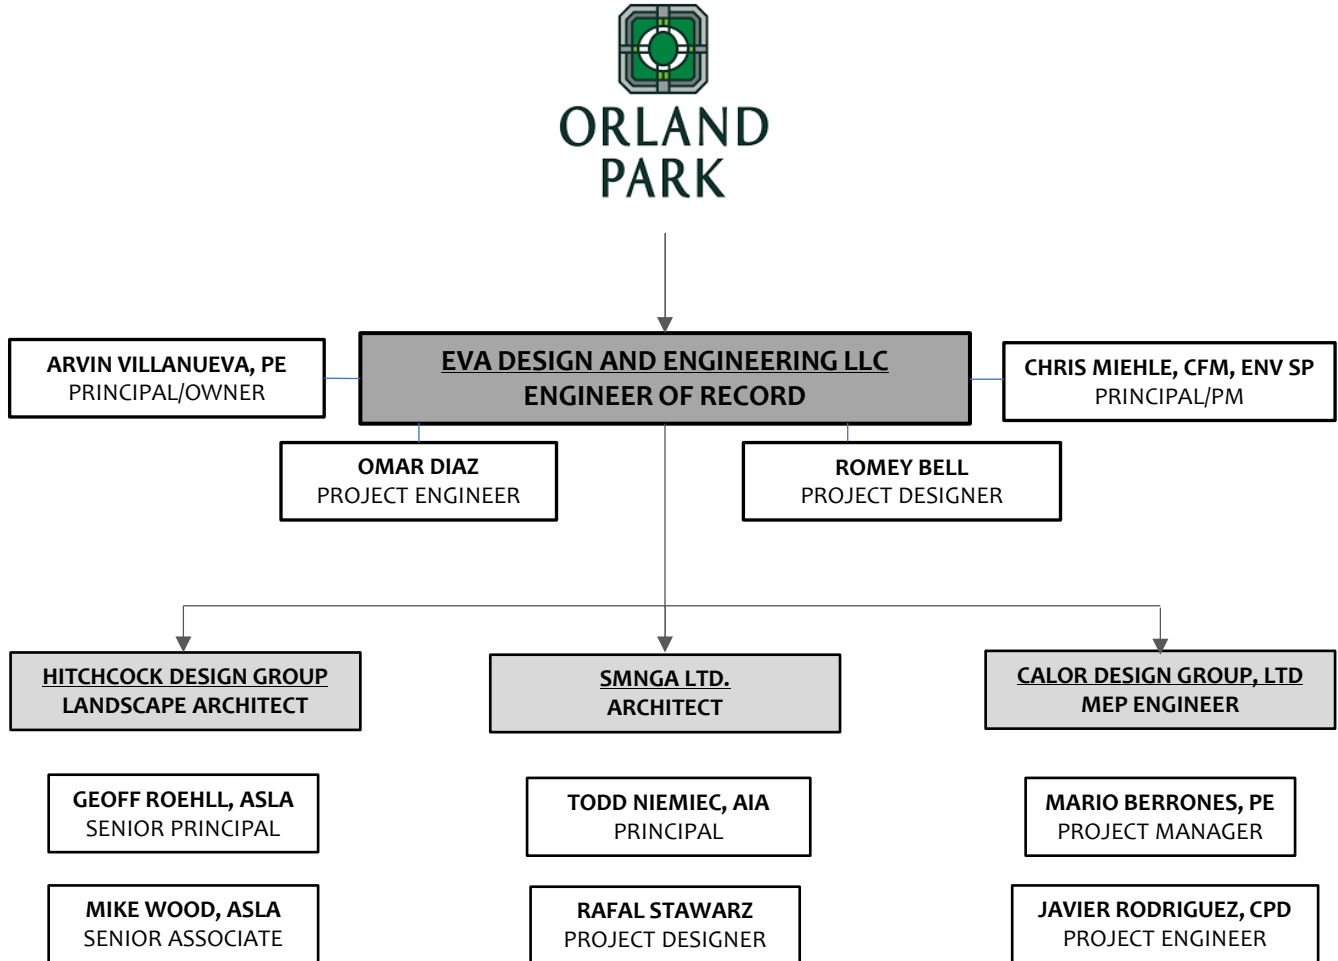 ORLAND
PARK
ARVIN VILLANUEVA, PE
PRINCIPAL/OWNER
EVA DESIGN AND ENGINEERING LLC
ENGINEER OF RECORD
CHRIS MIEHLE, CFM, ENV SP
PRINCIPAL/PM
OMAR DIAZ
PROJECT ENGINEER
ROMEY BELL
PROJECT DESIGNER
HITCHCOCK DESIGN GROUP
LANDSCAPE ARCHITECT
SMNGA LTD.
ARCHITECT
CALOR DESIGN GROUP, LTD
MEP ENGINEER
GEOFF ROEHLL, ASLA
SENIOR PRINCIPAL
TODD NIEMIEC, AIA
PRINCIPAL
MARIO BERRONES, PE
PROJECT MANAGER
MIKE WOOD, ASLA
SENIOR ASSOCIATE
RAFAL STAWARZ
PROJECT DESIGNER
JAVIER RODRIGUEZ, CPD
PROJECT ENGINEER